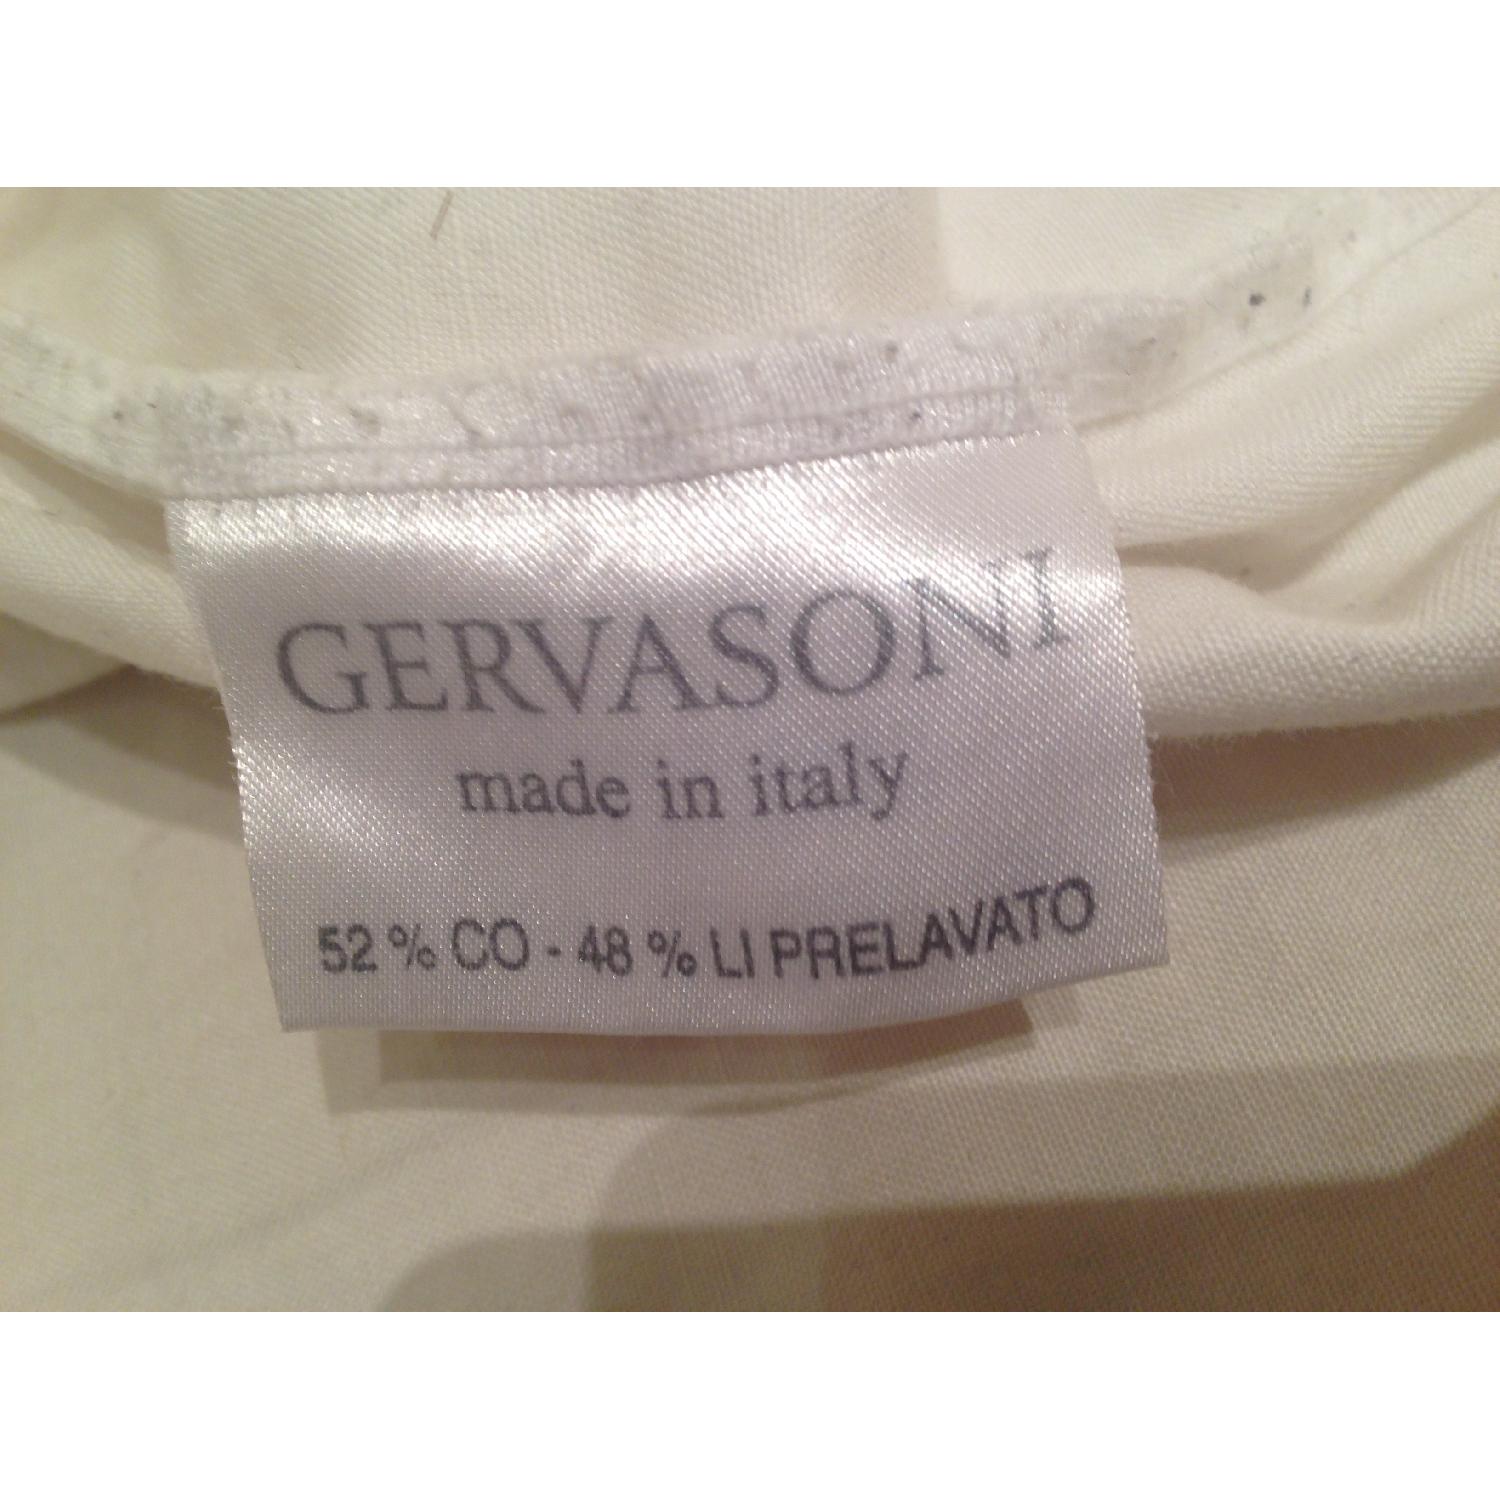 GERVASONI
made in italy
52 % CO - 48 % LI PRELAVATO